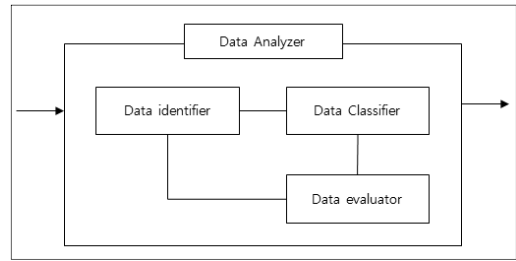 Data Analyzer
Data identifier
Data Classifier
Data evaluator